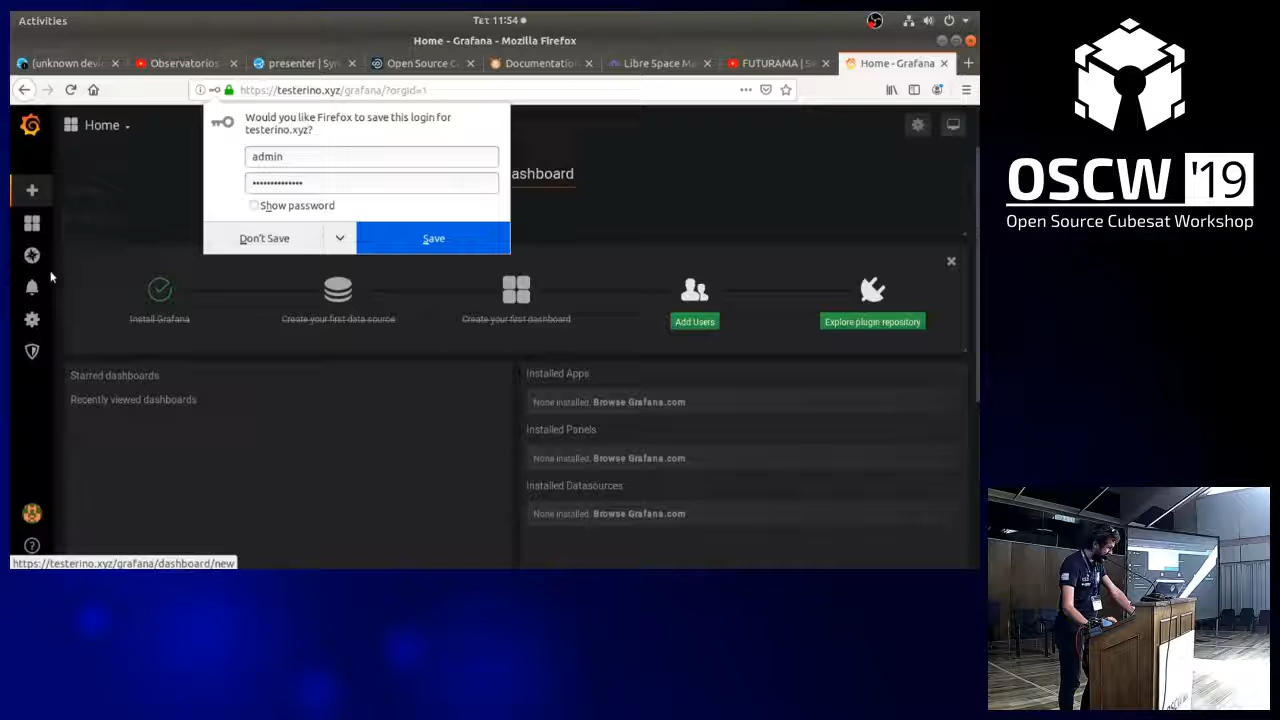 Activities
Τετ 11:54
Home - Grafana - Mozilla Firefox
(unknown devi
Observatorios
presenter | Syn
Open Source C
Documentation
Libre Space Ma
FUTURAMA | S
Home - Grafana
https://testerino.xyz/grafana/?orgId=1
Would you like Firefox to save this login for
testerino.xyz?
admin
••••••••••••••
Show password
Don't Save
Save
Home
ashboard
Install Grafana
Create your first data source
Create your first dashboard
Add Users
Explore plugin repository
Starred dashboards
Recently viewed dashboards
Installed Apps
None installed. Browse Grafana.com
Installed Panels
None installed. Browse Grafana.com
Installed Datasources
None installed. Browse Grafana.com
https://testerino.xyz/grafana/dashboard/new
OSCW '19
Open Source Cubesat Workshop
OSCW